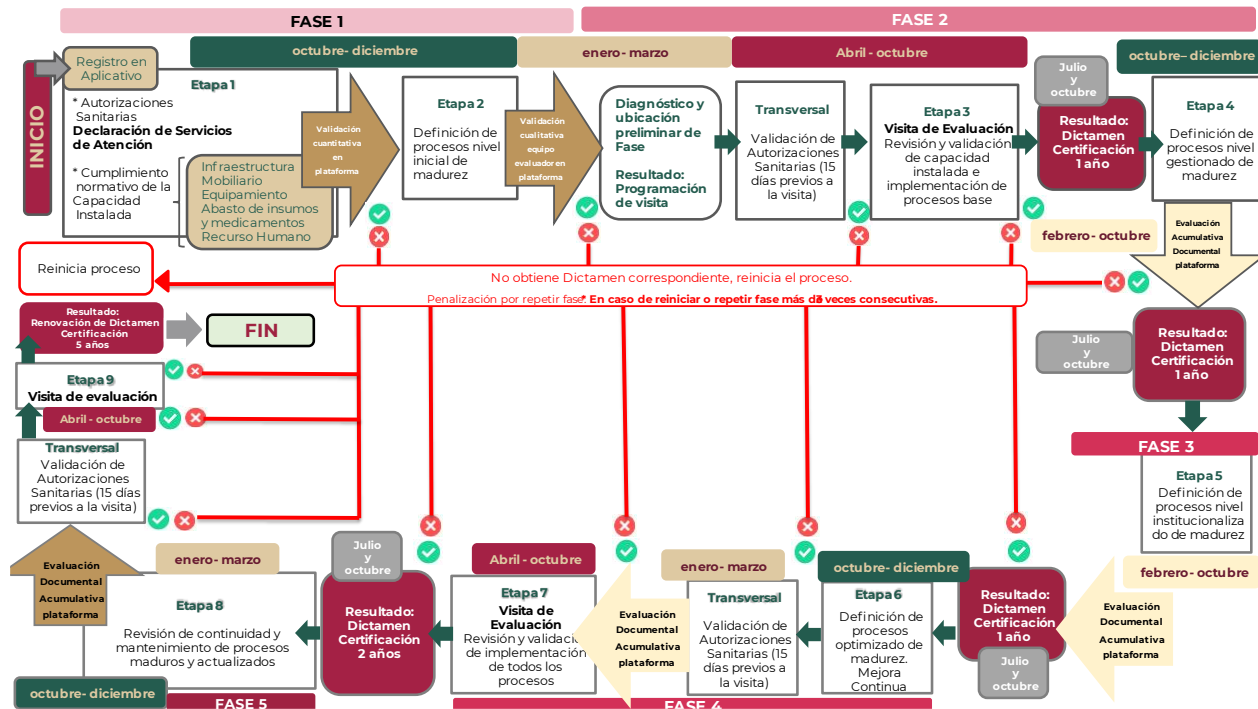 FASE 1
FASE 2
octubre- diciembre
enero- marzo
Abril - octubre
octubre– diciembre
INICIO
Registro en
Aplicativo
Etapa 1
* Autorizaciones
Sanitarias
Declaración de Servicios
de Atención
* Cumplimiento
normativo de la
Capacidad
Instalada
Infraestructura
Mobiliario
Equipamiento
Abasto de insumos
y medicamentos
Recurso Humano
Validación
cuantitativa
en
plataforma
Etapa 2
Definición de
procesos nivel
inicial de
madurez
Validación
cualitativa
equipo
evaluador en
plataforma
Diagnóstico y
ubicación
preliminar de
Fase
Resultado:
Programación
de visita
Transversal
Validación de
Autorizaciones
Sanitarias (15
días previos a
la visita)
Etapa 3
Visita de Evaluación
Revisión y validación
de capacidad
instalada e
implementación de
procesos base
Julio
y
octubre
Resultado:
Dictamen
Certificación
1 año
Etapa 4
Definición de
procesos nivel
gestionado de
madurez
febrero- octubre
Evaluación
Acumulativa
Documental
plataforma
Reinicia proceso
No obtiene Dictamen correspondiente, reinicia el proceso.
Penalización por repetir fase*. En caso de reiniciar o repetir fase más de veces consecutivas.
Resultado:
Renovación de Dictamen
Certificación
5 años
FIN
Julio
y
octubre
Resultado:
Dictamen
Certificación
1 año
Etapa 9
Visita de evaluación
Abril - octubre
Transversal
Validación de
Autorizaciones
Sanitarias (15 días
previos a la visita)
FASE 3
Etapa 5
Definición de
procesos nivel
institucionaliza
do de madurez
febrero- octubre
Evaluación
Documental
Acumulativa
plataforma
Resultado:
Dictamen
Certificación
1 año
Julio
y
octubre
octubre- diciembre
Etapa 6
Definición de
procesos
optimizado de
madurez.
Mejora
Continua
enero- marzo
Transversal
Validación de
Autorizaciones
Sanitarias (15
días previos a
la visita)
Evaluación
Documental
Acumulativa
plataforma
Abril - octubre
Etapa 7
Visita de
Evaluación
Revisión y validación
de implementación
de todos los
procesos
Julio
y
octubre
Resultado:
Dictamen
Certificación
2 años
enero- marzo
Etapa 8
Revisión de continuidad y
mantenimiento de procesos
maduros y actualizados
Evaluación
Documental
Acumulativa
plataforma
octubre- diciembre
FASE 5
FASE 4